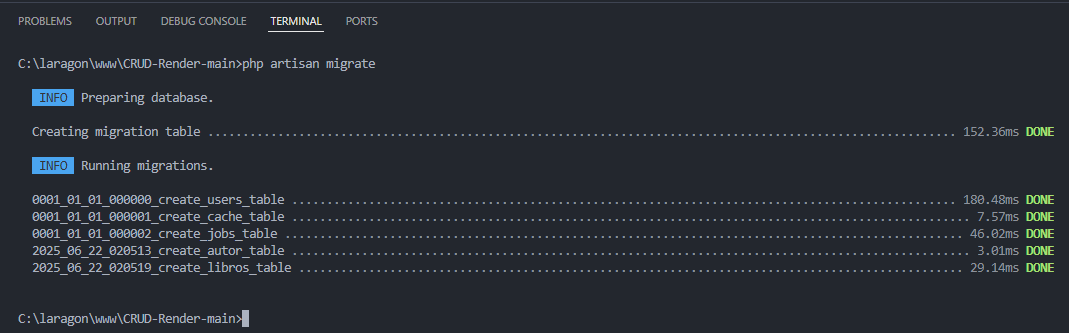 PROBLEMS OUTPUT DEBUG CONSOLE TERMINAL PORTS
C:\laragon\www\CRUD-Render-main>php artisan migrate
INFO Preparing database.
Creating migration table ........................................................................................................ 152.36ms DONE
INFO Running migrations.
0001_01_01_000000_create_users_table ............................................................................................ 180.48ms DONE
0001_01_01_000001_create_cache_table .............................................................................................. 7.57ms DONE
0001_01_01_000002_create_jobs_table .............................................................................................. 46.02ms DONE
2025_06_22_020513_create_autor_table .............................................................................................. 3.01ms DONE
2025_06_22_020519_create_libros_table ............................................................................................ 29.14ms DONE
C:\laragon\www\CRUD-Render-main>